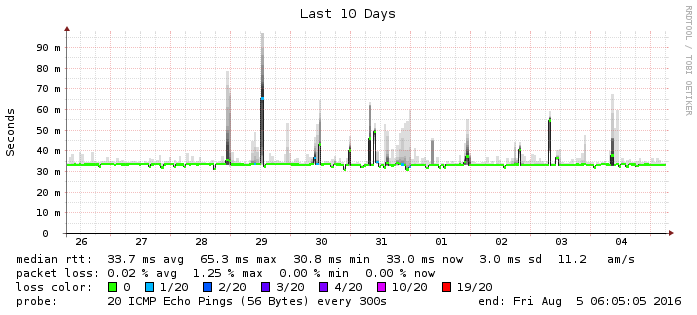 Last 10 Days
RRDTOOL / TOBI OETIKER
Seconds
90 m
80 m
70 m
60 m
50 m
40 m
30 m
20 m
10 m
0
26 27 28 29 30 31 01 02 03 04
median rtt: 33.7 ms avg 65.3 ms max 30.8 ms min 33.0 ms now 3.0 ms sd 11.2 am/s
packet loss: 0.02 % avg 1.25 % max 0.00 % min 0.00 % now
loss color: 0 1/20 2/20 3/20 4/20 10/20 19/20
probe: 20 ICMP Echo Pings (56 Bytes) every 300s end: Fri Aug 5 06:05:05 2016